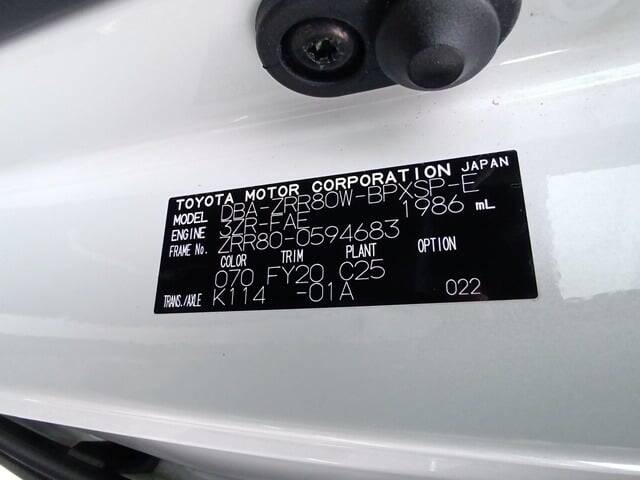 TOYOTA MOTOR CORPORATION JAPAN
MODEL DBA-ZRR80W-BPXSP-E
ENGINE 3ZR-FAE 1986 mL
FRAME No. ZRR80-0594683
COLOR TRIM PLANT OPTION
070 FY20 C25
TRANS./AXLE K114 -01A 022